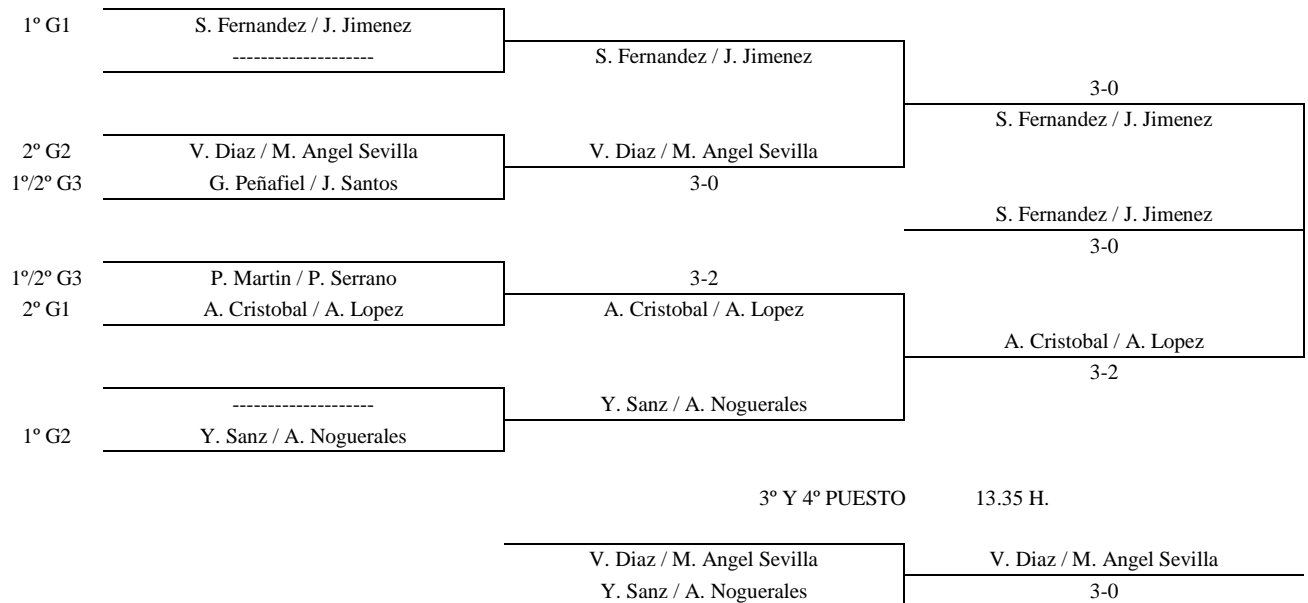 1º G1 S. Fernandez / J. Jimenez
-------------------- S. Fernandez / J. Jimenez
3-0
S. Fernandez / J. Jimenez
2º G2 V. Diaz / M. Angel Sevilla V. Diaz / M. Angel Sevilla
1º/2º G3 G. Peñafiel / J. Santos 3-0
S. Fernandez / J. Jimenez
3-0
1º/2º G3 P. Martin / P. Serrano 3-2
2º G1 A. Cristobal / A. Lopez A. Cristobal / A. Lopez
A. Cristobal / A. Lopez
3-2
-------------------- Y. Sanz / A. Noguerales
1º G2 Y. Sanz / A. Noguerales
3º Y 4º PUESTO 13.35 H.
V. Diaz / M. Angel Sevilla V. Diaz / M. Angel Sevilla
Y. Sanz / A. Noguerales 3-0